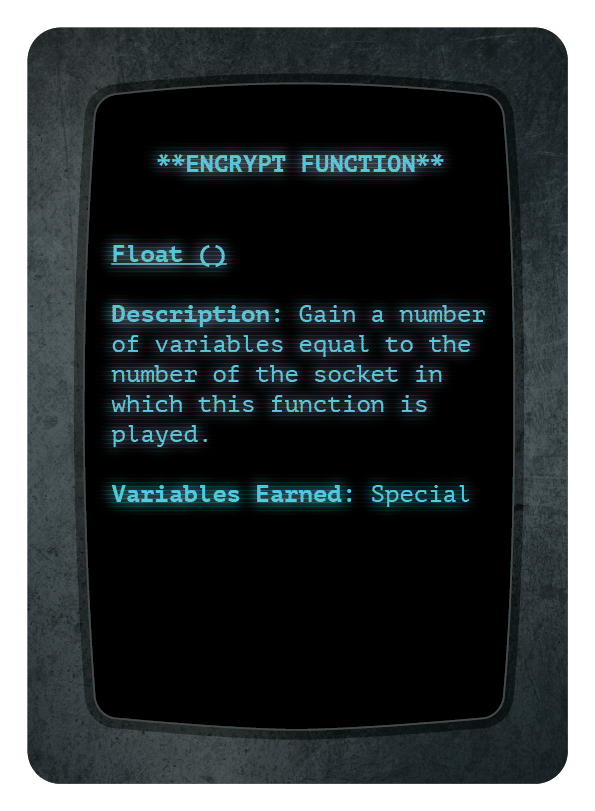 **ENCRYPT FUNCTION**
Float ()
Description: Gain a number
of variables equal to the
number of the socket in
which this function is
played.
Variables Earned: Special